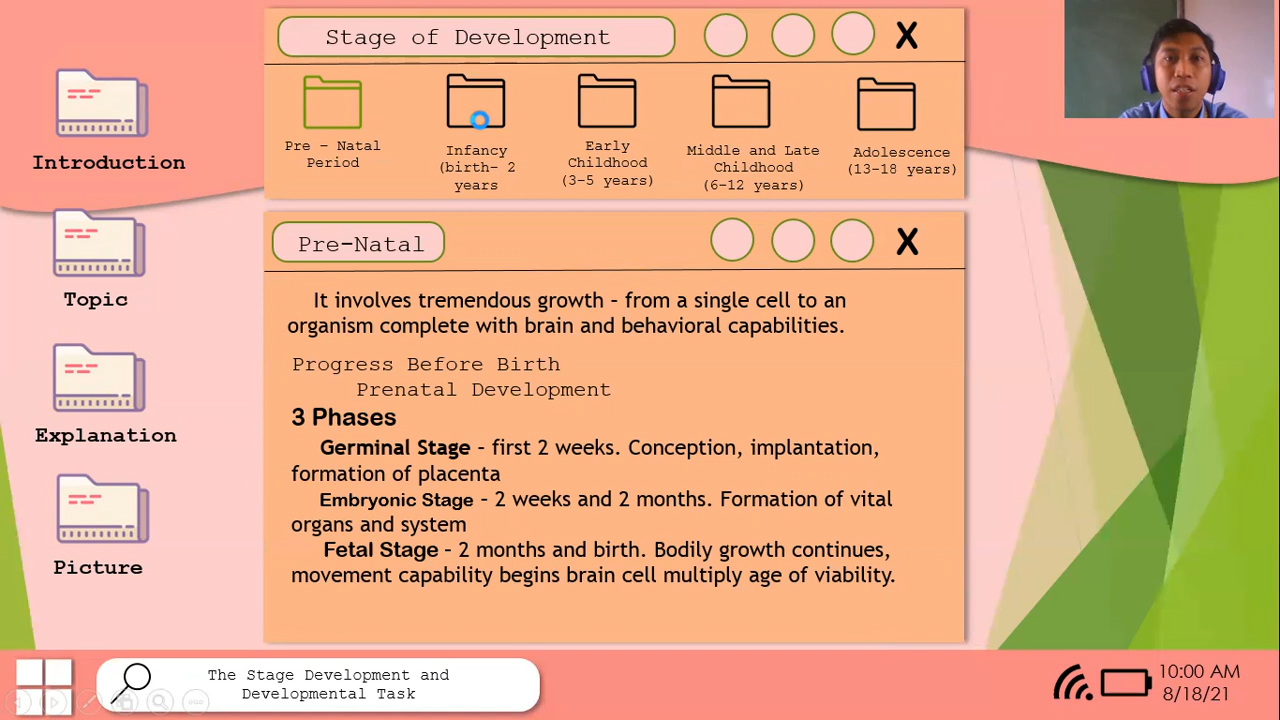 Stage of Development
X
Pre - Natal
Period
Infancy
(birth- 2
years
Early
Childhood
(3-5 years)
Middle and Late
Childhood
(6-12 years)
Adolescence
(13-18 years)
Introduction
Topic
Explanation
Picture
Pre-Natal
X
It involves tremendous growth - from a single cell to an
organism complete with brain and behavioral capabilities.
Progress Before Birth
Prenatal Development
3 Phases
Germinal Stage - first 2 weeks. Conception, implantation,
formation of placenta
Embryonic Stage - 2 weeks and 2 months. Formation of vital
organs and system
Fetal Stage - 2 months and birth. Bodily growth continues,
movement capability begins brain cell multiply age of viability.
The Stage Development and
Developmental Task
10:00 AM
8/18/21